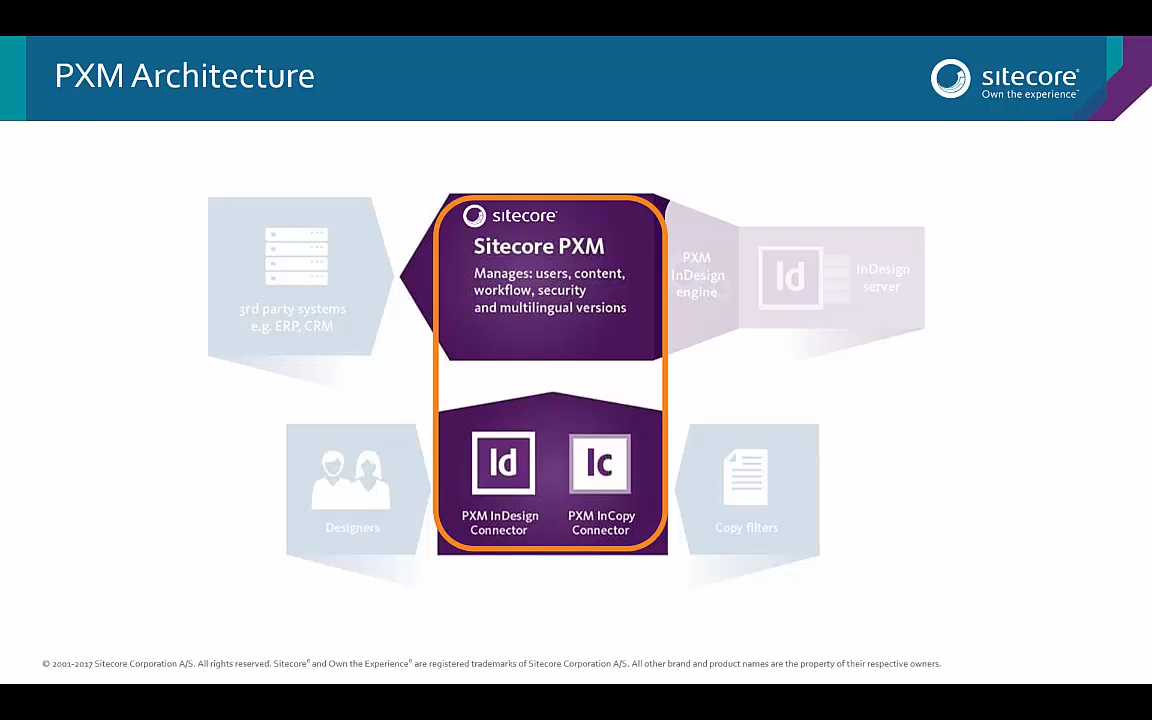 PXM Architecture
sitecore®
Own the experience™
sitecore®
Sitecore PXM
Manages: users, content,
workflow, security
and multilingual versions
3rd party systems
e.g. ERP, CRM
PXM
InDesign
engine
Id
InDesign
server
Designers
Id
PXM InDesign
Connector
Ic
PXM InCopy
Connector
Copy filters
© 2001-2017 Sitecore Corporation A/S. All rights reserved. Sitecore® and Own the Experience® are registered trademarks of Sitecore Corporation A/S. All other brand and product names are the property of their respective owners.